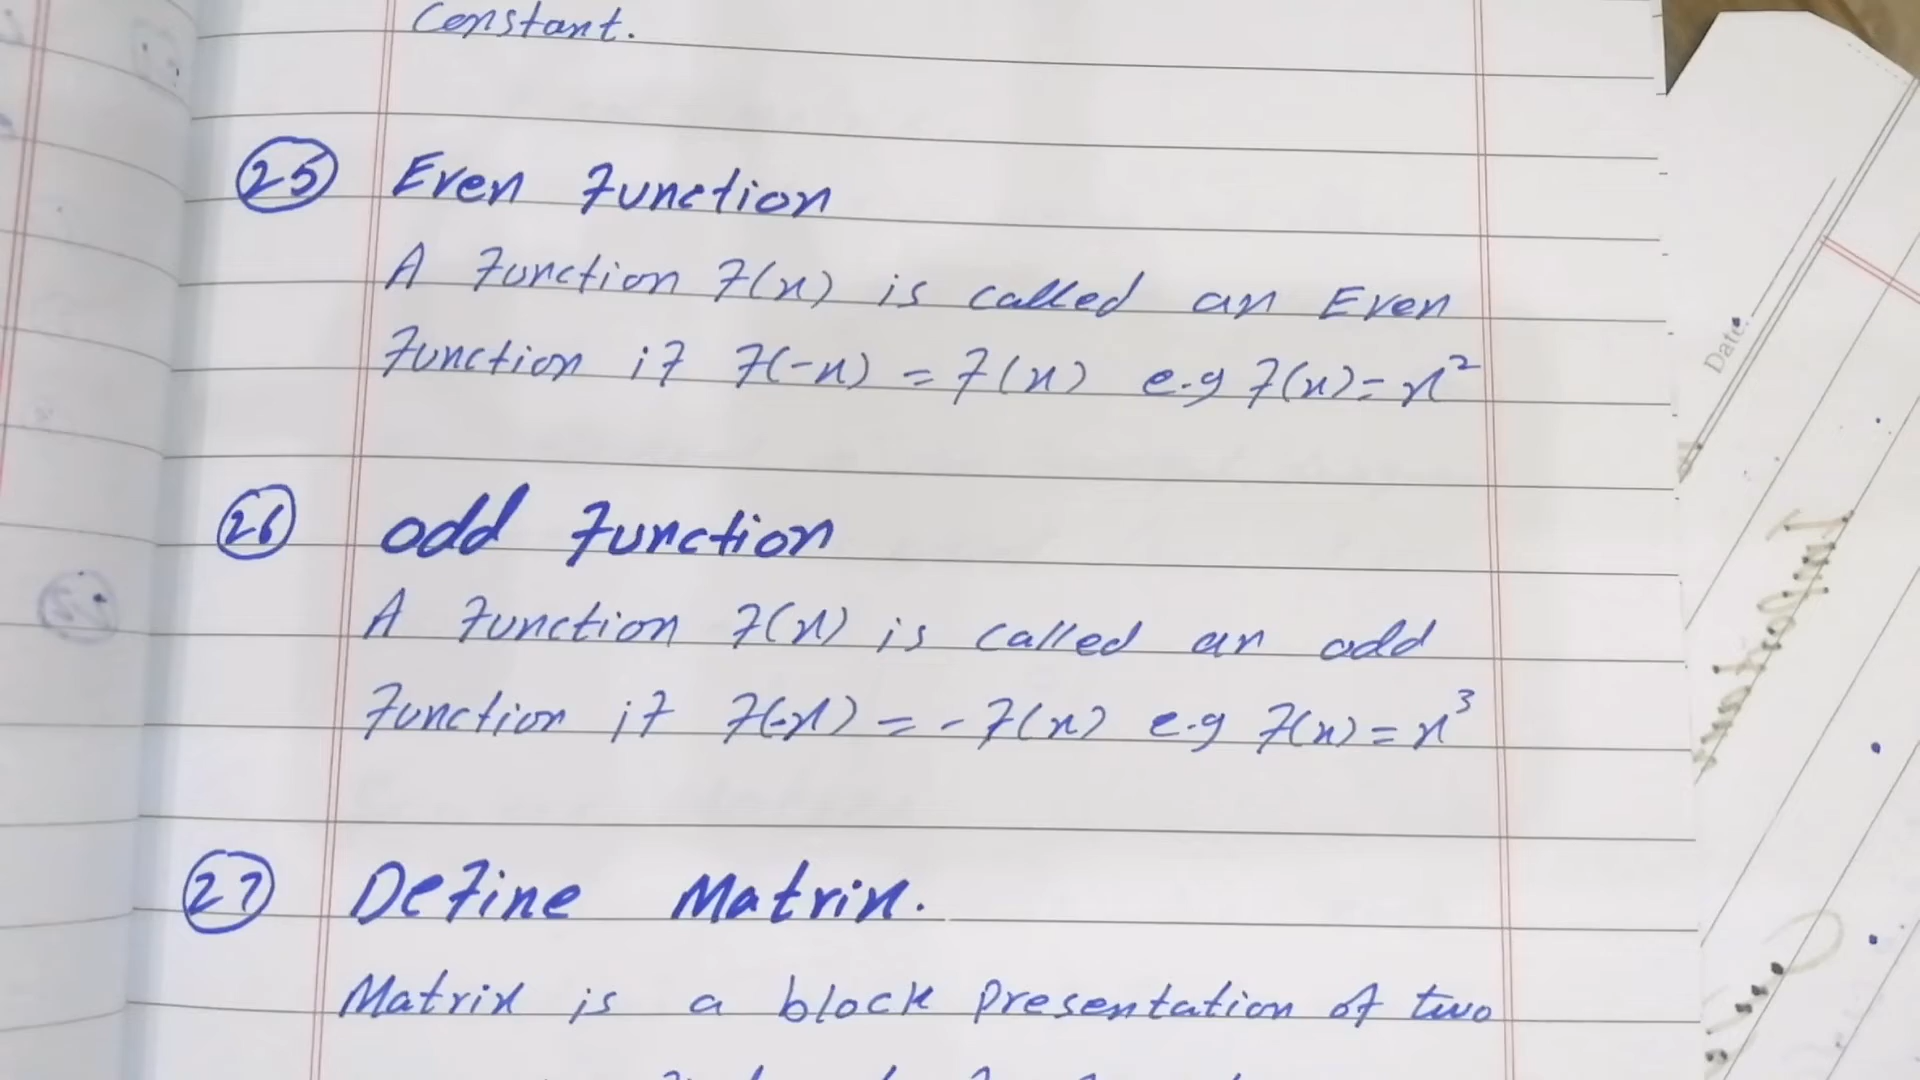 Constant.
25 Even Function
A Function F(x) is called an Even
Function if F(-x) = F(x) e.g F(x) = x²
26 odd Function
A Function F(x) is called an odd
Function if F(-x) = - F(x) e.g F(x) = x³
27 Define Matrix.
Matrix is a block presentation of two
Date: